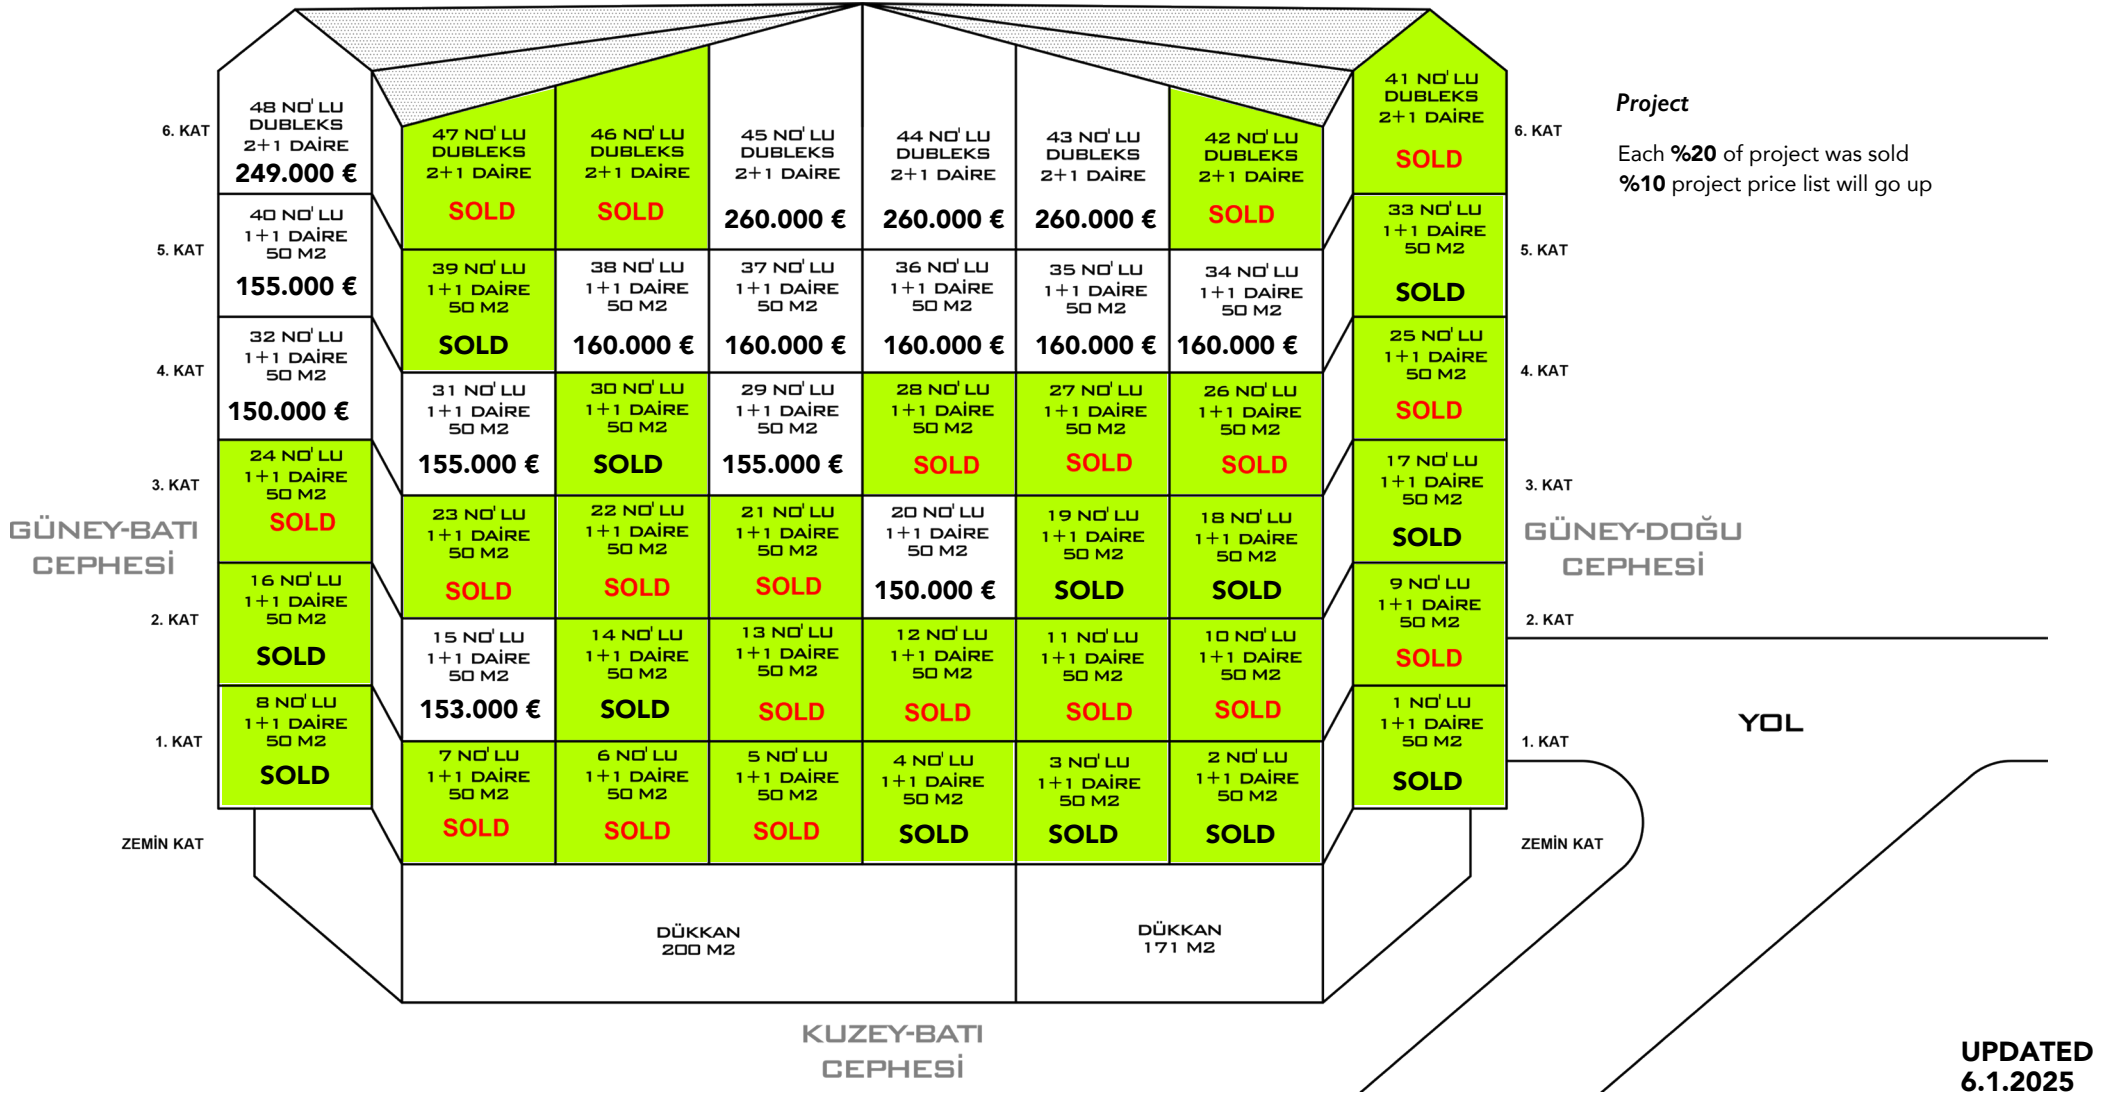 48 NO' LU
DUBLEKS
2+1 DAİRE
249.000 €
40 NO' LU
1+1 DAİRE
50 M2
155.000 €
32 NO' LU
1+1 DAİRE
50 M2
150.000 €
24 NO' LU
1+1 DAİRE
50 M2
SOLD
16 NO' LU
1+1 DAİRE
50 M2
SOLD
8 NO' LU
1+1 DAİRE
50 M2
SOLD
6. KAT
5. KAT
4. KAT
3. KAT
2. KAT
1. KAT
ZEMİN KAT
GÜNEY-BATI
CEPHESİ
47 NO' LU
DUBLEKS
2+1 DAİRE
SOLD
46 NO' LU
DUBLEKS
2+1 DAİRE
SOLD
45 NO' LU
DUBLEKS
2+1 DAİRE
260.000 €
44 NO' LU
DUBLEKS
2+1 DAİRE
260.000 €
43 NO' LU
DUBLEKS
2+1 DAİRE
260.000 €
42 NO' LU
DUBLEKS
2+1 DAİRE
SOLD
39 NO' LU
1+1 DAİRE
50 M2
SOLD
38 NO' LU
1+1 DAİRE
50 M2
160.000 €
37 NO' LU
1+1 DAİRE
50 M2
160.000 €
36 NO' LU
1+1 DAİRE
50 M2
160.000 €
35 NO' LU
1+1 DAİRE
50 M2
160.000 €
34 NO' LU
1+1 DAİRE
50 M2
160.000 €
31 NO' LU
1+1 DAİRE
50 M2
155.000 €
30 NO' LU
1+1 DAİRE
50 M2
SOLD
29 NO' LU
1+1 DAİRE
50 M2
155.000 €
28 NO' LU
1+1 DAİRE
50 M2
SOLD
27 NO' LU
1+1 DAİRE
50 M2
SOLD
26 NO' LU
1+1 DAİRE
50 M2
SOLD
23 NO' LU
1+1 DAİRE
50 M2
SOLD
22 NO' LU
1+1 DAİRE
50 M2
SOLD
21 NO' LU
1+1 DAİRE
50 M2
SOLD
20 NO' LU
1+1 DAİRE
50 M2
150.000 €
19 NO' LU
1+1 DAİRE
50 M2
SOLD
18 NO' LU
1+1 DAİRE
50 M2
SOLD
15 NO' LU
1+1 DAİRE
50 M2
153.000 €
14 NO' LU
1+1 DAİRE
50 M2
SOLD
13 NO' LU
1+1 DAİRE
50 M2
SOLD
12 NO' LU
1+1 DAİRE
50 M2
SOLD
11 NO' LU
1+1 DAİRE
50 M2
SOLD
10 NO' LU
1+1 DAİRE
50 M2
SOLD
7 NO' LU
1+1 DAİRE
50 M2
SOLD
6 NO' LU
1+1 DAİRE
50 M2
SOLD
5 NO' LU
1+1 DAİRE
50 M2
SOLD
4 NO' LU
1+1 DAİRE
50 M2
SOLD
3 NO' LU
1+1 DAİRE
50 M2
SOLD
2 NO' LU
1+1 DAİRE
50 M2
SOLD
DÜKKAN
200 M2
DÜKKAN
171 M2
KUZEY-BATI
CEPHESİ
41 NO' LU
DUBLEKS
2+1 DAİRE
SOLD
33 NO' LU
1+1 DAİRE
50 M2
SOLD
25 NO' LU
1+1 DAİRE
50 M2
SOLD
17 NO' LU
1+1 DAİRE
50 M2
SOLD
9 NO' LU
1+1 DAİRE
50 M2
SOLD
1 NO' LU
1+1 DAİRE
50 M2
SOLD
6. KAT
5. KAT
4. KAT
3. KAT
2. KAT
1. KAT
ZEMİN KAT
GÜNEY-DOĞU
CEPHESİ
YOL
Project
Each %20 of project was sold
%10 project price list will go up
UPDATED
6.1.2025